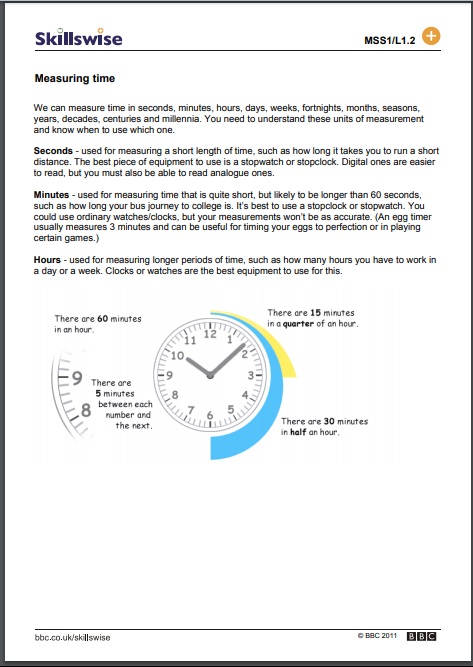 Skillswise
MSS1/L1.2
Measuring time
We can measure time in seconds, minutes, hours, days, weeks, fortnights, months, seasons,
years, decades, centuries and millennia. You need to understand these units of measurement
and know when to use which one.
Seconds - used for measuring a short length of time, such as how long it takes you to run a short
distance. The best piece of equipment to use is a stopwatch or stopclock. Digital ones are easier
to read, but you must also be able to read analogue ones.
Minutes - used for measuring time that is quite short, but likely to be longer than 60 seconds,
such as how long your bus journey to college is. It's best to use a stopclock or stopwatch. You
could use ordinary watches/clocks, but your measurements won't be as accurate. (An egg timer
usually measures 3 minutes and can be useful for timing your eggs to perfection or in playing
certain games.)
Hours - used for measuring longer periods of time, such as how many hours you have to work in
a day or a week. Clocks or watches are the best equipment to use for this.
There are 60 minutes
in an hour.
9
8
There are
5 minutes
between each
number and
the next.
12
1
2
3
4
5
6
7
8
9
10
11
There are 15 minutes
in a quarter of an hour.
There are 30 minutes
in half an hour.
bbc.co.uk/skillswise
© BBC 2011 BBC